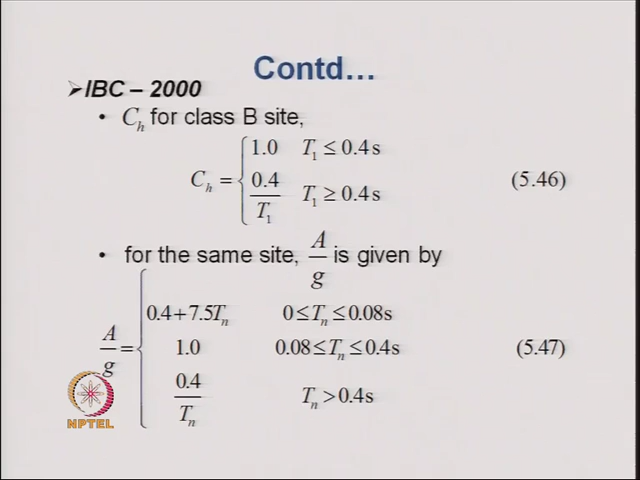 Contd…
➢IBC – 2000
• C_h for class B site,
C_h = { 1.0   T_1 ≤ 0.4 s
0.4/T_1   T_1 ≥ 0.4 s   (5.46)
• for the same site, A/g is given by
A/g = { 0.4 + 7.5T_n   0 ≤ T_n ≤ 0.08s
1.0   0.08 ≤ T_n ≤ 0.4s   (5.47)
0.4/T_n   T_n > 0.4s
NPTEL